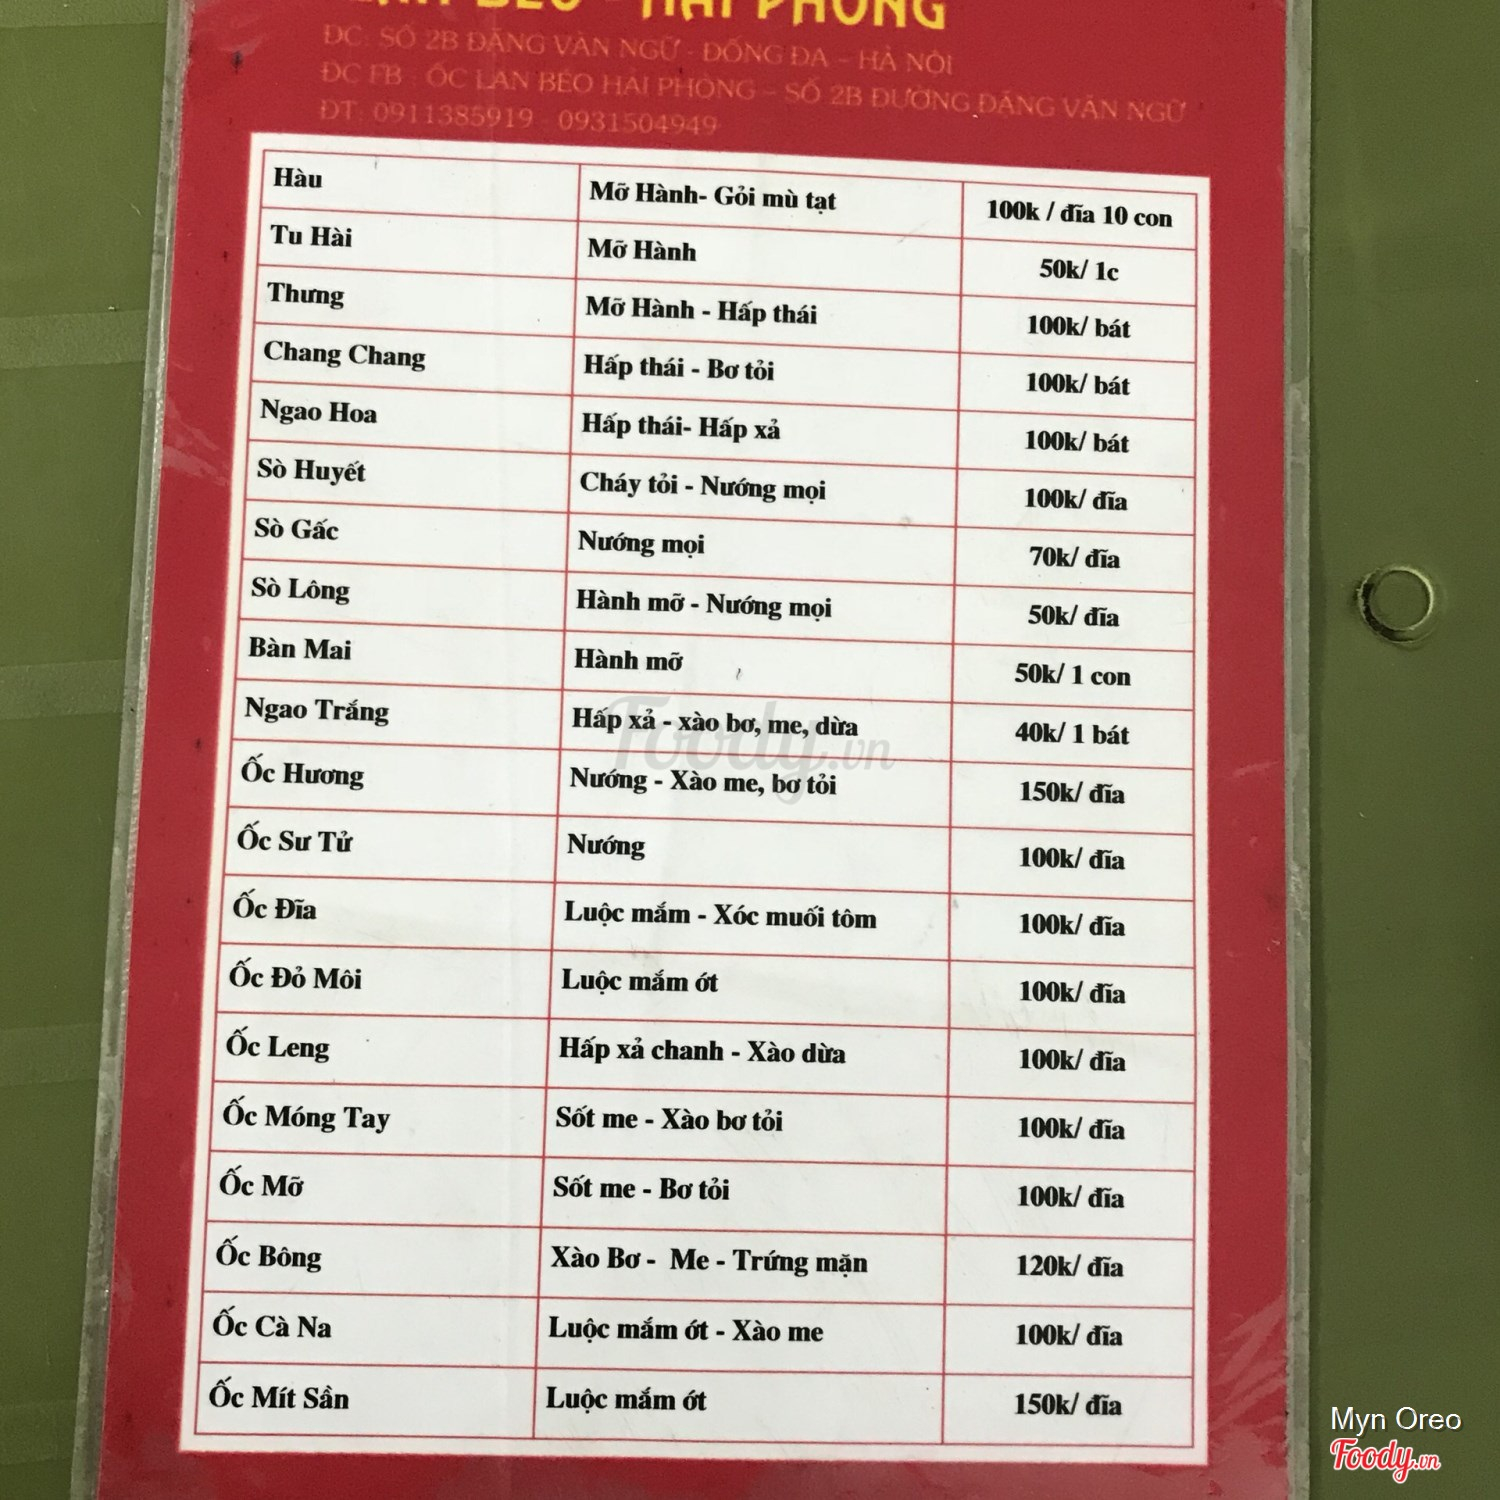 LAN BÉO - HẢI PHÒNG
ĐC: SỐ 2B ĐẶNG VĂN NGỮ - ĐỐNG ĐA – HÀ NỘI
ĐC FB : ỐC LAN BÉO HẢI PHÒNG – SỐ 2B ĐƯỜNG ĐẶNG VĂN NGỮ
ĐT: 0911385919 - 0931504949
Hàu Mỡ Hành- Gỏi mù tạt 100k / đĩa 10 con
Tu Hài Mỡ Hành 50k/ 1c
Thưng Mỡ Hành - Hấp thái 100k/ bát
Chang Chang Hấp thái - Bơ tỏi 100k/ bát
Ngao Hoa Hấp thái- Hấp xả 100k/ bát
Sò Huyết Cháy tỏi - Nướng mọi 100k/ đĩa
Sò Gấc Nướng mọi 70k/ đĩa
Sò Lông Hành mỡ - Nướng mọi 50k/ đĩa
Bàn Mai Hành mỡ 50k/ 1 con
Ngao Trắng Hấp xả - xào bơ, me, dừa 40k/ 1 bát
Foody.vn
Ốc Hương Nướng - Xào me, bơ tỏi 150k/ đĩa
Ốc Sư Tử Nướng 100k/ đĩa
Ốc Đĩa Luộc mắm - Xóc muối tôm 100k/ đĩa
Ốc Đỏ Môi Luộc mắm ớt 100k/ đĩa
Ốc Leng Hấp xả chanh - Xào dừa 100k/ đĩa
Ốc Móng Tay Sốt me - Xào bơ tỏi 100k/ đĩa
Ốc Mỡ Sốt me - Bơ tỏi 100k/ đĩa
Ốc Bông Xào Bơ - Me - Trứng mặn 120k/ đĩa
Ốc Cà Na Luộc mắm ớt - Xào me 100k/ đĩa
Ốc Mít Sần Luộc mắm ớt 150k/ đĩa
Myn Oreo
Foody.vn